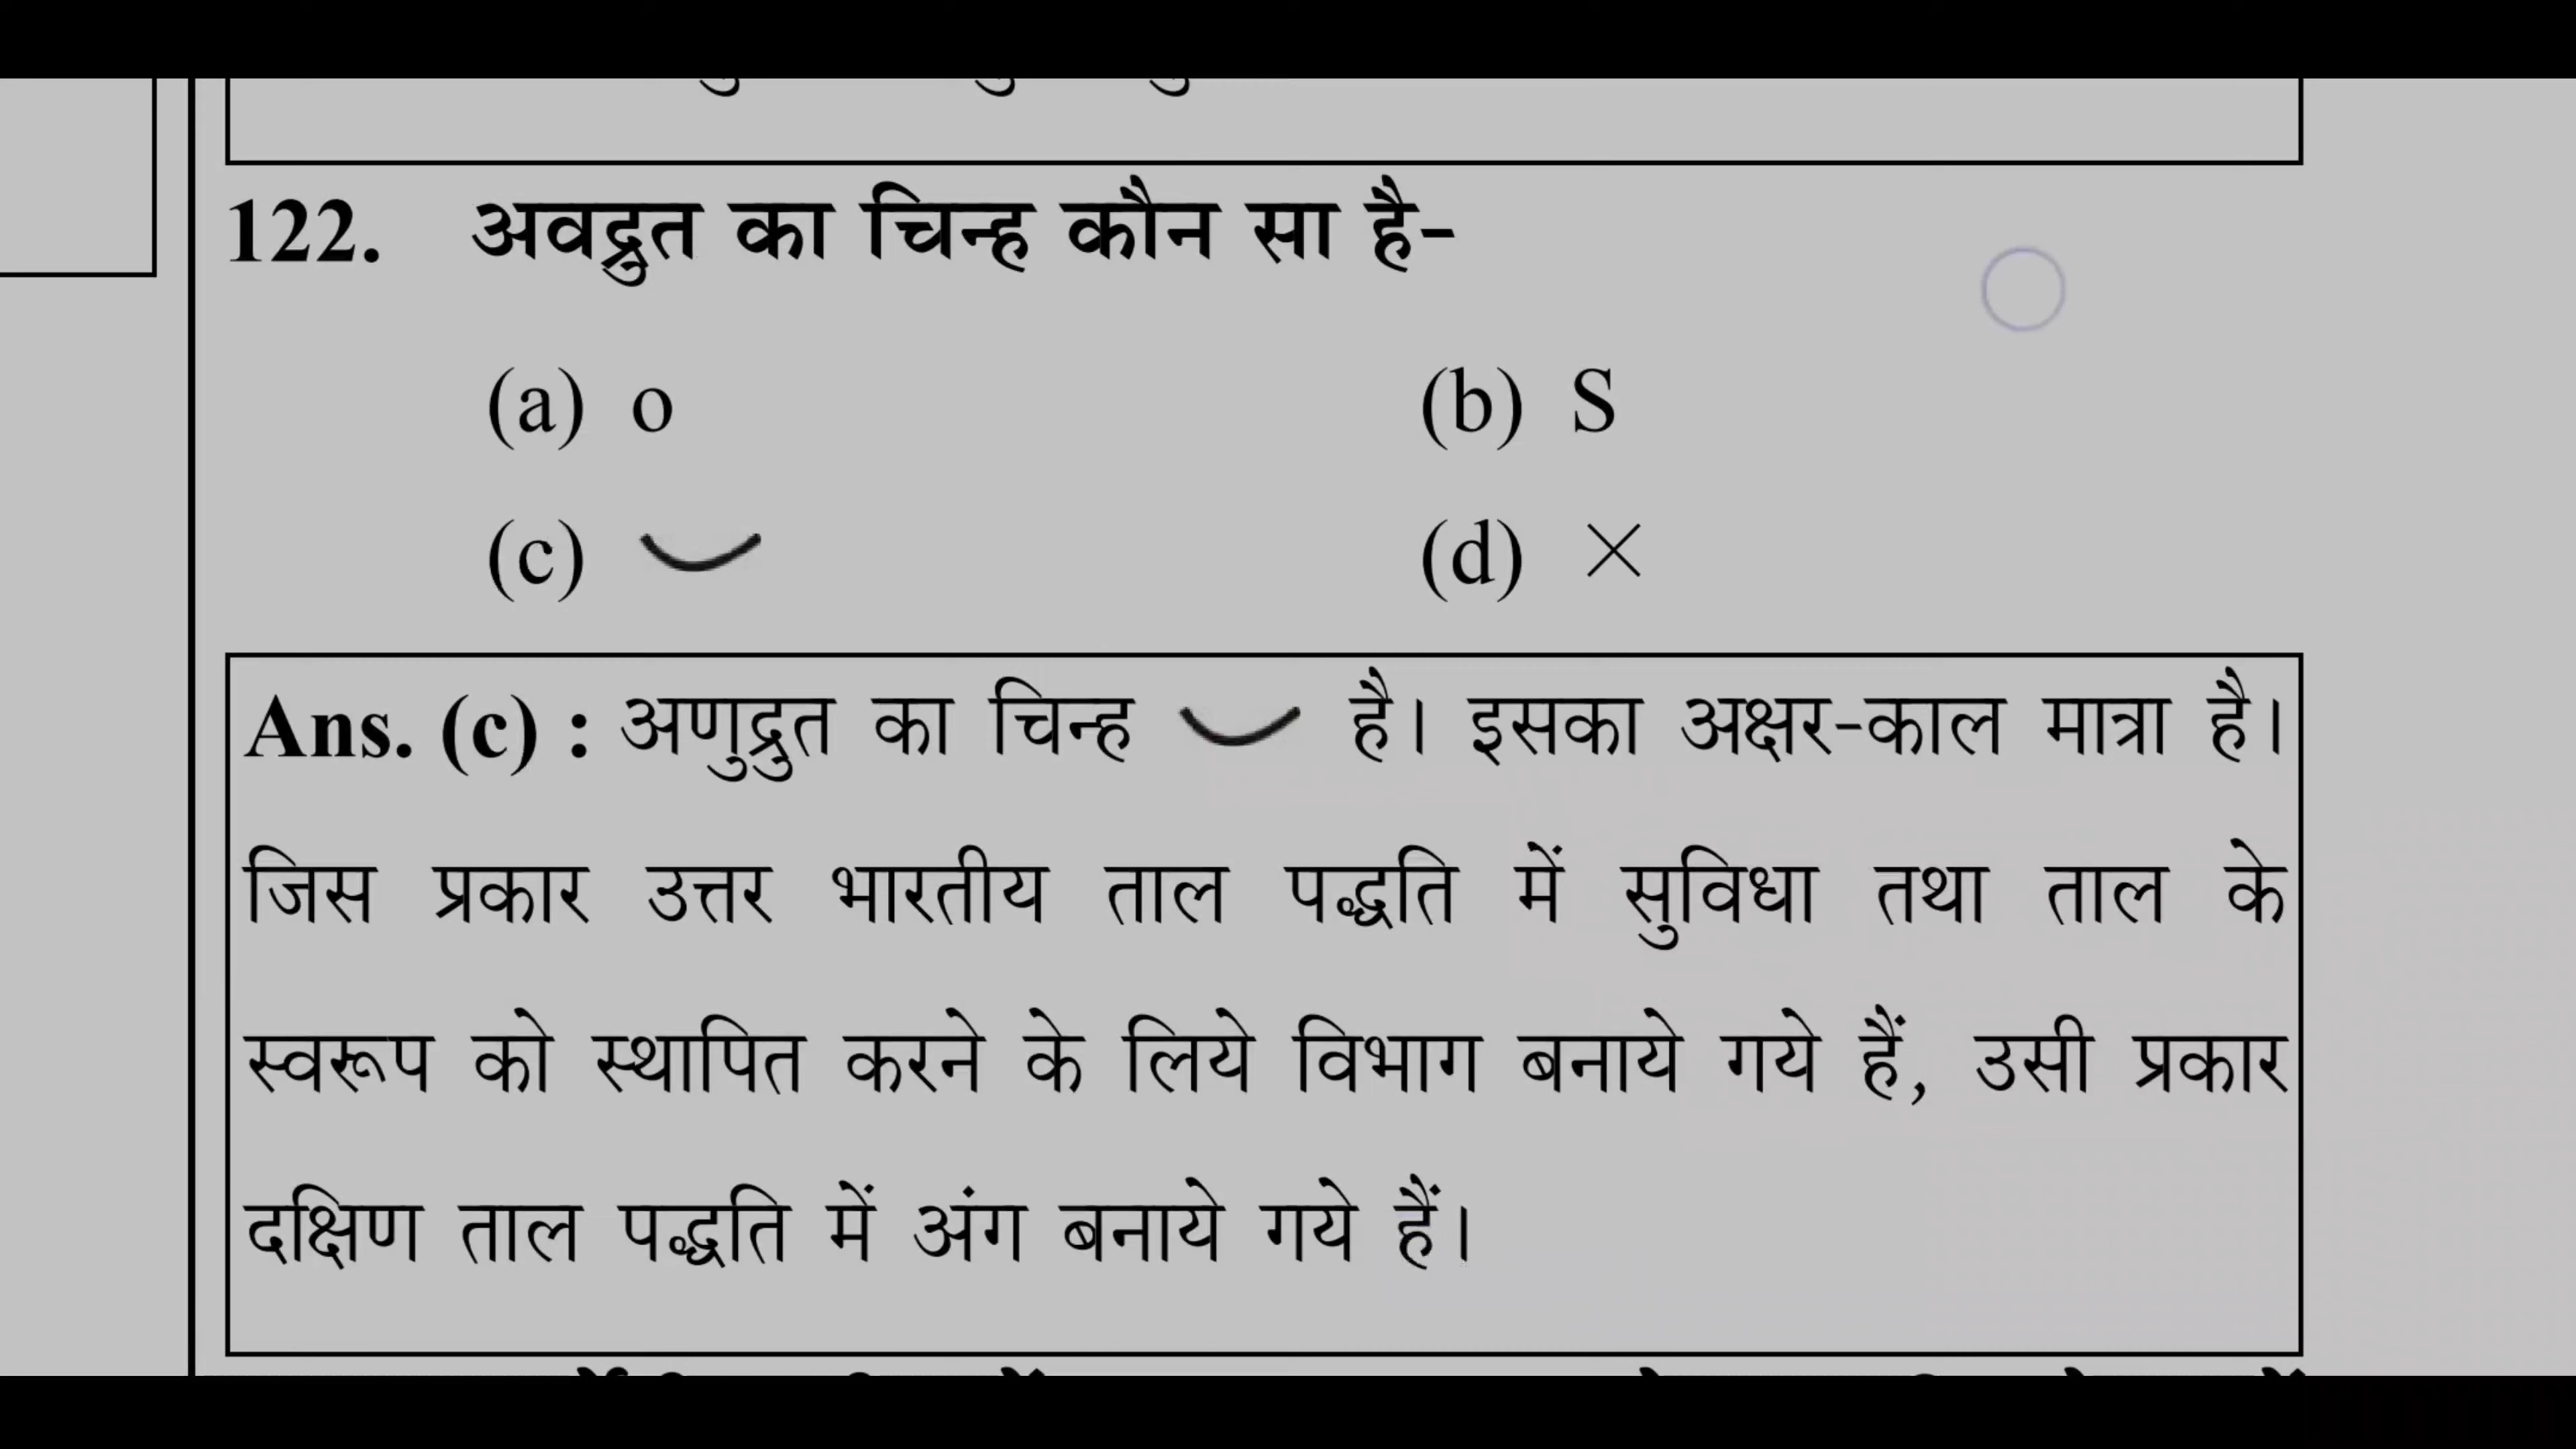 122. अवद्रुत का चिन्ह कौन सा है-
(a) o (b) S
(c) ⌣ (d) ×
Ans. (c) : अणुद्रुत का चिन्ह ⌣ है। इसका अक्षर-काल मात्रा है।
जिस प्रकार उत्तर भारतीय ताल पद्धति में सुविधा तथा ताल के
स्वरूप को स्थापित करने के लिये विभाग बनाये गये हैं, उसी प्रकार
दक्षिण ताल पद्धति में अंग बनाये गये हैं।